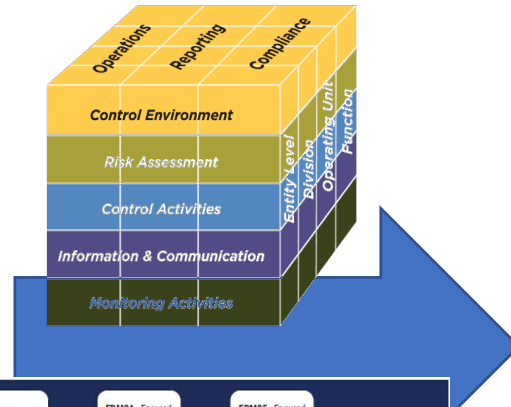 Operations
Reporting
Compliance
Control Environment
Risk Assessment
Control Activities
Information & Communication
Monitoring Activities
Entity Level
Division
Operating Unit
Function